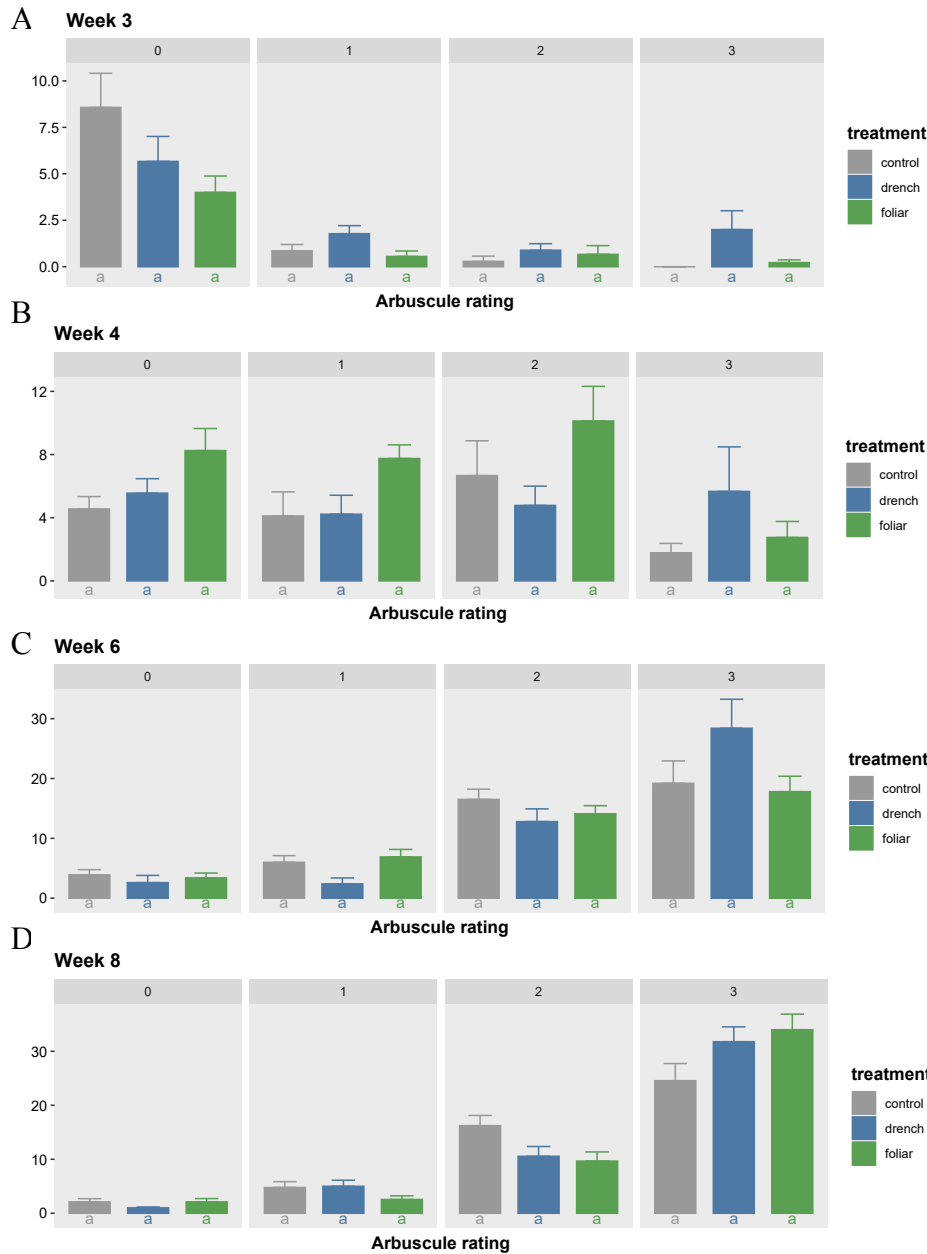 A
Week 3
0 1 2 3
10.0
7.5
5.0
2.5
0.0
a a a a a a a a a a a a
Arbuscule rating
treatment
control
drench
foliar
B
Week 4
0 1 2 3
12
8
4
0
a a a a a a a a a a a a
Arbuscule rating
treatment
control
drench
foliar
C
Week 6
0 1 2 3
30
20
10
0
a a a a a a a a a a a a
Arbuscule rating
treatment
control
drench
foliar
D
Week 8
0 1 2 3
30
20
10
0
a a a a a a a a a a a a
Arbuscule rating
treatment
control
drench
foliar